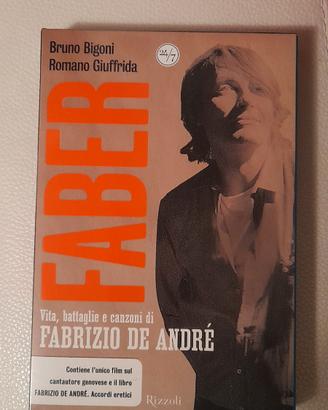 Bruno Bigoni
Romano Giuffrida
24/7
FABER
Vita, battaglie e canzoni di
FABRIZIO DE ANDRÉ
Contiene l'unico film sul
cantautore genovese e il libro
FABRIZIO DE ANDRÉ. Accordi eretici
Rizzoli